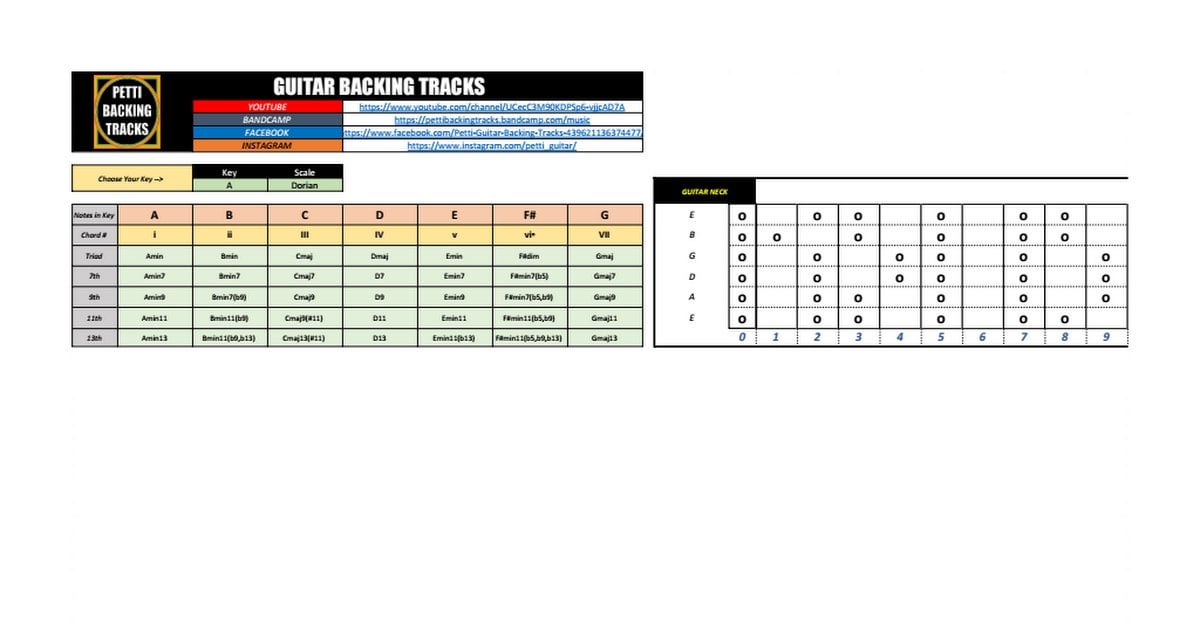 PETTI
BACKING
TRACKS
GUITAR BACKING TRACKS
YOUTUBE https://www.youtube.com/channel/UCecC3M90KDPSp6-vjjcAD7A
BANDCAMP https://pettibackingtracks.bandcamp.com/music
FACEBOOK ttps://www.facebook.com/Petti-Guitar-Backing-Tracks-439621136374477/
INSTAGRAM https://www.instagram.com/petti_guitar/
Choose Your Key --> Key Scale
A Dorian
Notes in Key A B C D E F# G
Chord # i ii III IV v vi° VII
Triad Amin Bmin Cmaj Dmaj Emin F#dim Gmaj
7th Amin7 Bmin7 Cmaj7 D7 Emin7 F#min7(b5) Gmaj7
9th Amin9 Bmin7(b9) Cmaj9 D9 Emin9 F#min7(b5,b9) Gmaj9
11th Amin11 Bmin11(b9) Cmaj9(#11) D11 Emin11 F#min11(b5,b9) Gmaj11
13th Amin13 Bmin11(b9,b13) Cmaj13(#11) D13 Emin11(b13) F#min11(b5,b9,b13) Gmaj13
GUITAR NECK
E o o o o o o
B o o o o o o
G o o o o o o
D o o o o o o
A o o o o o o
E o o o o o o
0 1 2 3 4 5 6 7 8 9